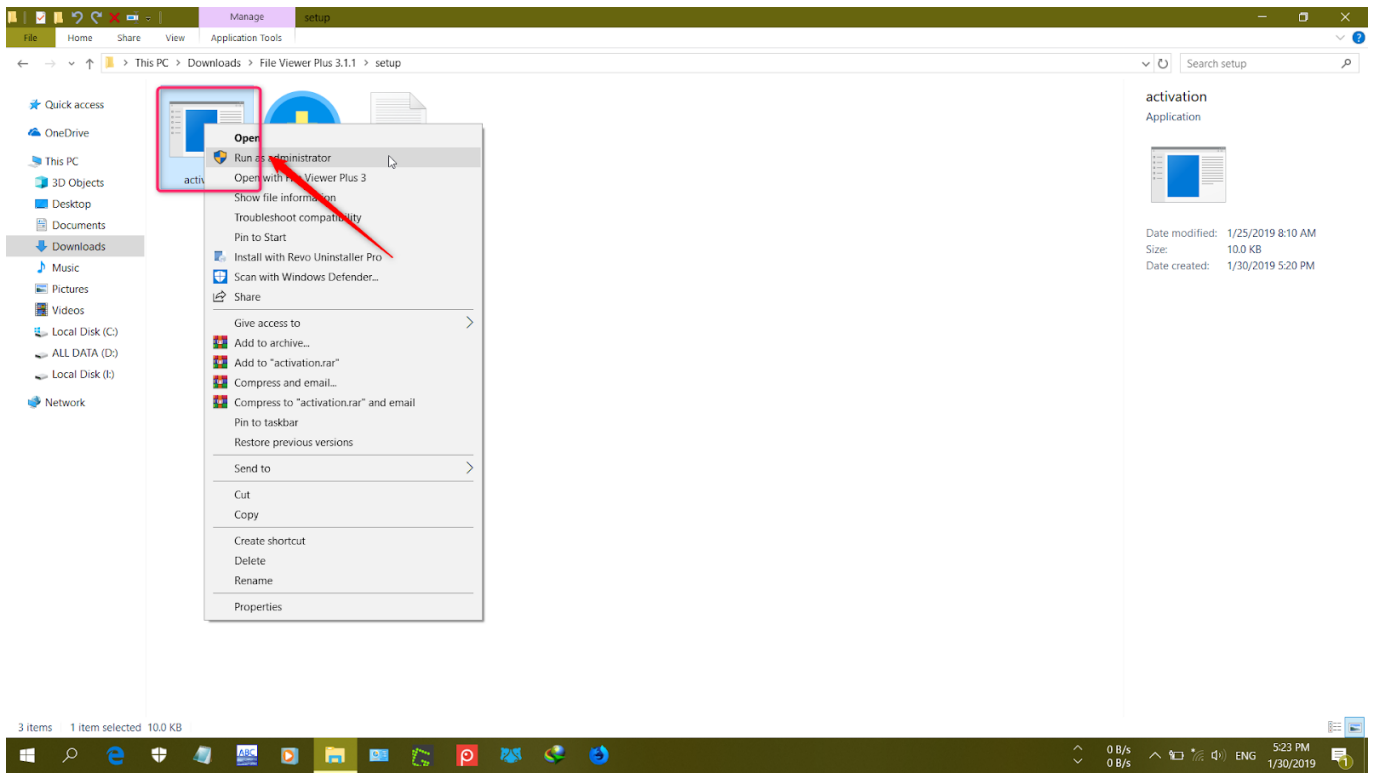 Manage
setup
File
Home
Share
View
Application Tools
This PC > Downloads > File Viewer Plus 3.1.1 > setup
Search setup
Quick access
OneDrive
This PC
3D Objects
Desktop
Documents
Downloads
Music
Pictures
Videos
Local Disk (C:)
ALL DATA (D:)
Local Disk (I:)
Network
Open
Run as administrator
Open with File Viewer Plus 3
Show file information
Troubleshoot compatibility
Pin to Start
Install with Revo Uninstaller Pro
Scan with Windows Defender...
Share
Give access to
Add to archive...
Add to "activation.rar"
Compress and email...
Compress to "activation.rar" and email
Pin to taskbar
Restore previous versions
Send to
Cut
Copy
Create shortcut
Delete
Rename
Properties
activation
Application
Date modified: 1/25/2019 8:10 AM
Size: 10.0 KB
Date created: 1/30/2019 5:20 PM
3 items 1 item selected 10.0 KB
ABC
0 B/s
0 B/s
ENG
5:23 PM
1/30/2019
1